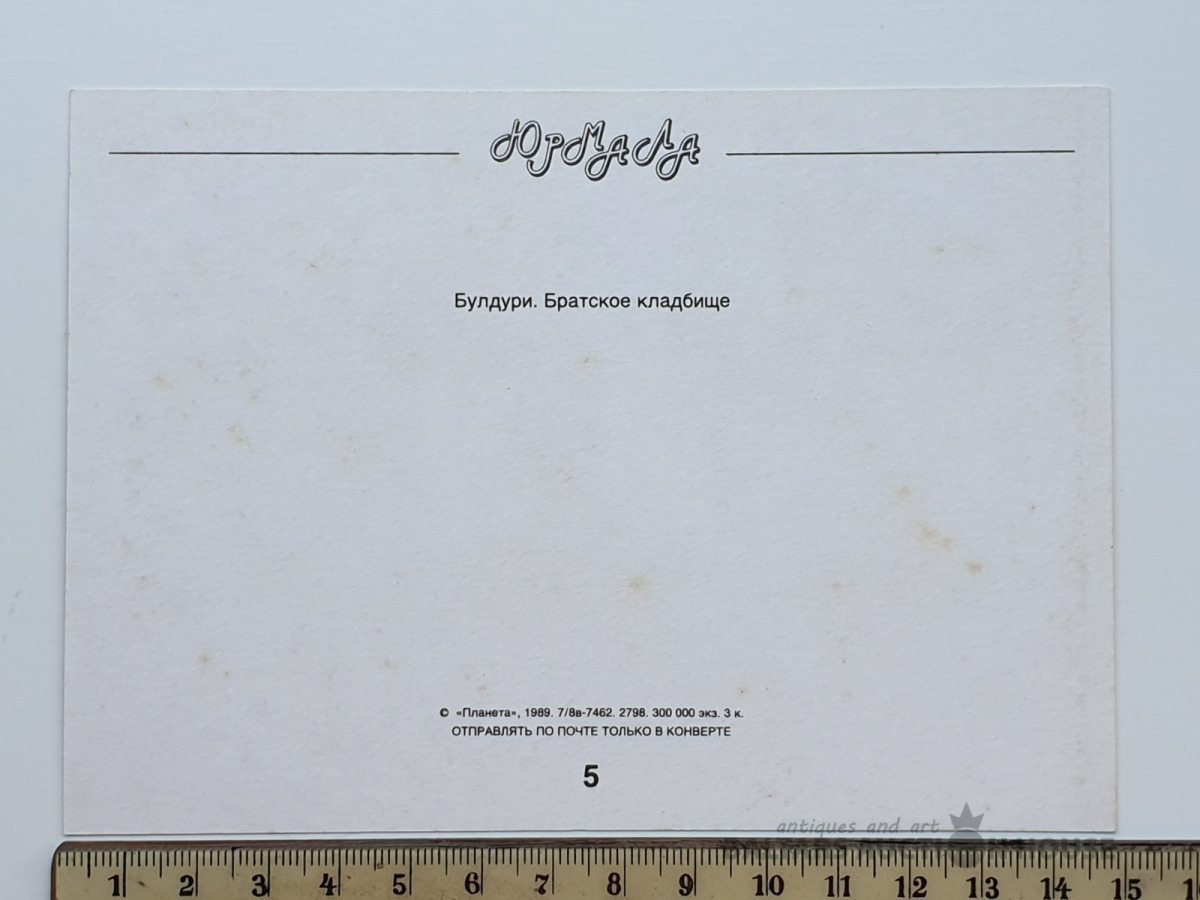 ЮРМАЛА
Булдури. Братское кладбище
© «Планета», 1989. 7/8в-7462. 2798. 300 000 экз. 3 к.
ОТПРАВЛЯТЬ ПО ПОЧТЕ ТОЛЬКО В КОНВЕРТЕ
5
antiques and art
HOUSE
1 2 3 4 5 6 7 8 9 10 11 12 13 14 15